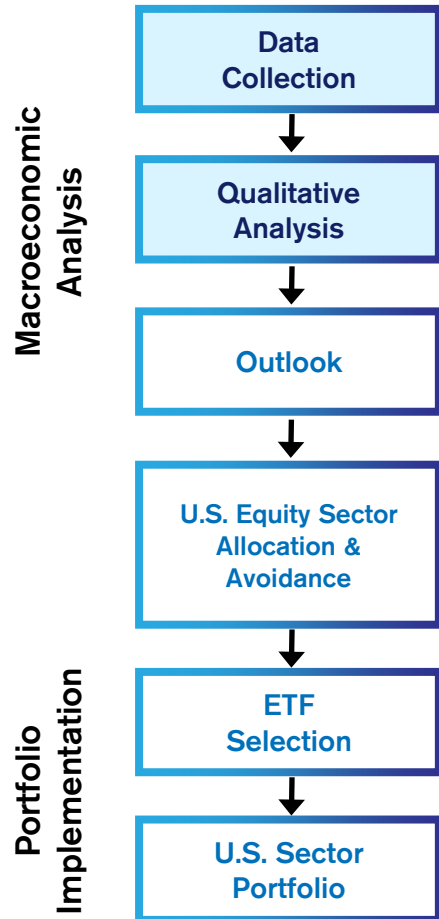 Macroeconomic
Analysis
Data
Collection
Qualitative
Analysis
Outlook
U.S. Equity Sector
Allocation &
Avoidance
Portfolio
Implementation
ETF
Selection
U.S. Sector
Portfolio